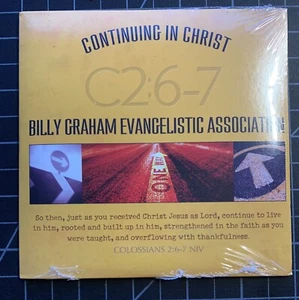 CONTINUING IN CHRIST
C2:6-7
BILLY GRAHAM EVANGELISTIC ASSOCIATION
So then, just as you received Christ Jesus as Lord, continue to live
in him, rooted and built up in him, strengthened in the faith as you
were taught, and overflowing with thankfulness.
COLOSSIANS 2:6-7 NIV